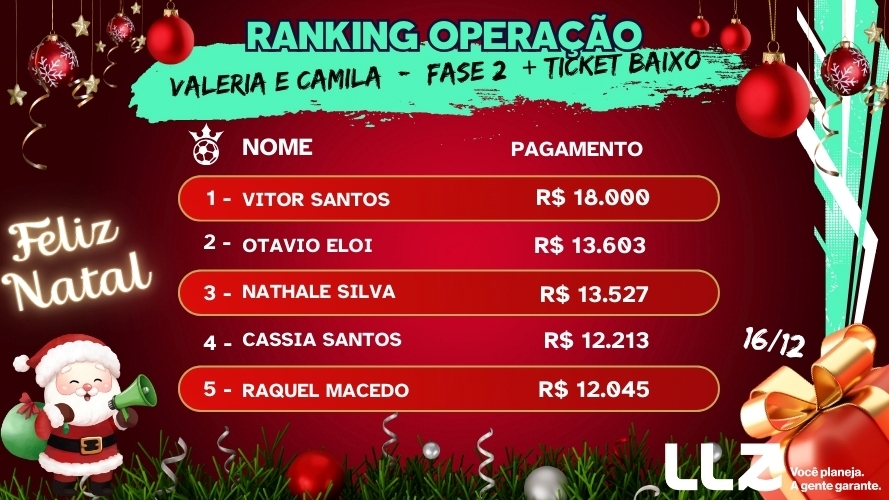 RANKING OPERAÇÃO
VALERIA E CAMILA - FASE 2 + TICKET BAIXO
NOME PAGAMENTO
1 - VITOR SANTOS R$ 18.000
2 - OTAVIO ELOI R$ 13.603
3 - NATHALE SILVA R$ 13.527
4 - CASSIA SANTOS R$ 12.213
5 - RAQUEL MACEDO R$ 12.045
Feliz
Natal
16/12
LLZ
Você planeja.
A gente garante.